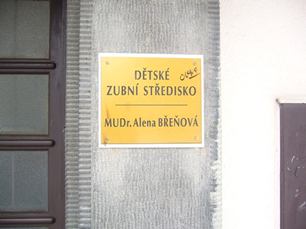 DĚTSKÉ
ZUBNÍ STŘEDISKO
MUDr. Alena BŘEŇOVÁ